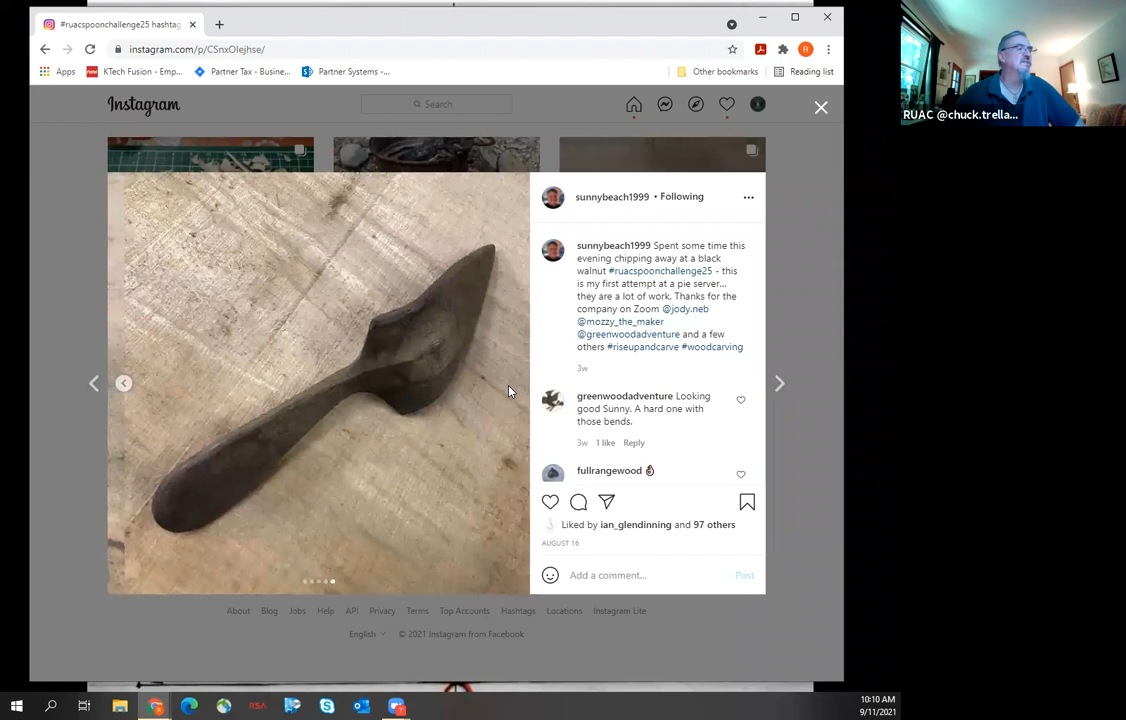 #ruacspoonchallenge25 hashtag
instagram.com/p/CSnxOlejhse/
Apps
KTech Fusion - Emp...
Partner Tax - Busine...
Partner Systems -...
Other bookmarks
Reading list
RUAC @chuck.trella...
Instagram
Search
sunnybeach1999 • Following
sunnybeach1999 Spent some time this
evening chipping away at a black
walnut #ruacspoonchallenge25 - this
is my first attempt at a pie server...
they are a lot of work. Thanks for the
company on Zoom @jody.neb
@mozzy_the_maker
@greenwoodadventure and a few
others #riseupandcarve #woodcarving
3w
greenwoodadventure Looking
good Sunny. A hard one with
those bends.
3w 1 like Reply
fullrangewood 👌
Liked by ian_glendinning and 97 others
AUGUST 16
Add a comment... Post
About Blog Jobs Help API Privacy Terms Top Accounts Hashtags Locations Instagram Lite
English © 2021 Instagram from Facebook
RSA
10:10 AM
9/11/2021